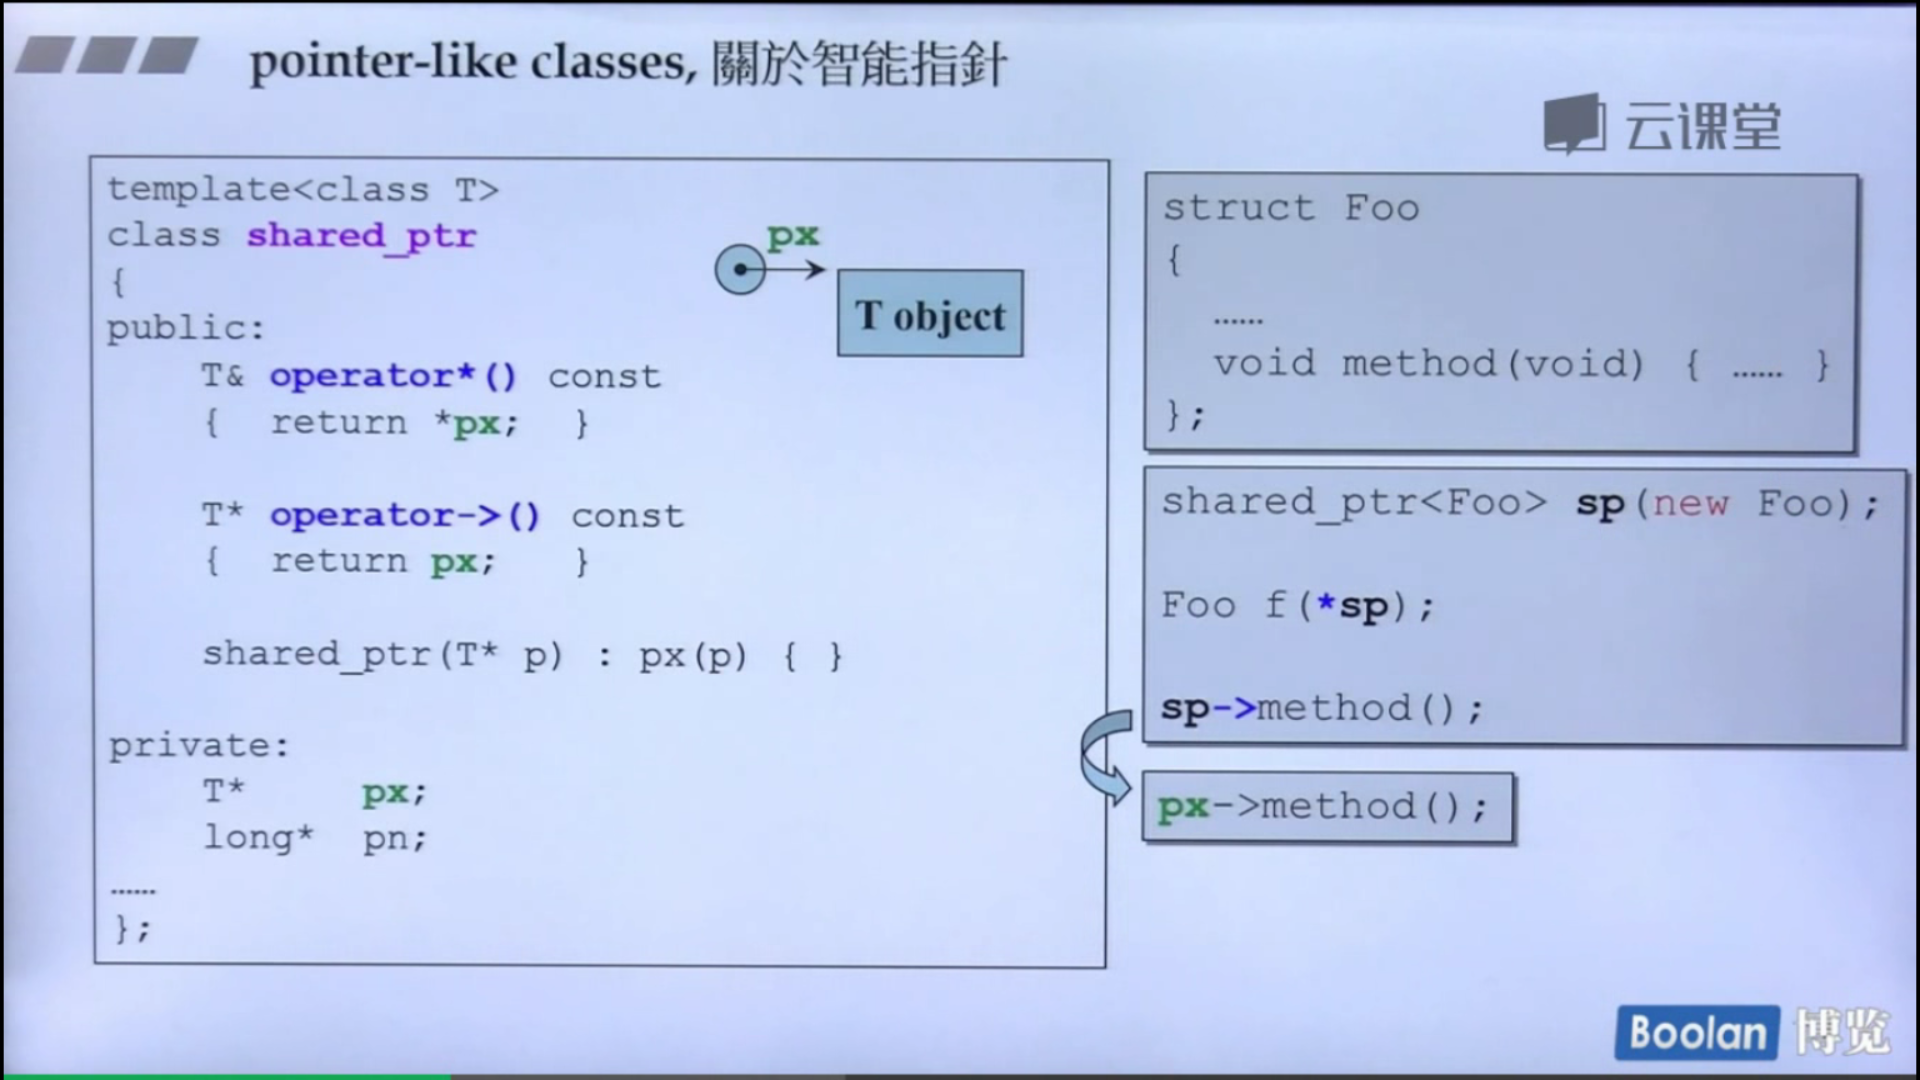 pointer-like classes, 關於智能指針
云课堂
template<class T>
class shared_ptr
{
public:
T& operator*() const
{ return *px; }
T* operator->() const
{ return px; }
shared_ptr(T* p) : px(p) { }
private:
T* px;
long* pn;
……
};
px
T object
struct Foo
{
……
void method(void) { …… }
};
shared_ptr<Foo> sp(new Foo);
Foo f(*sp);
sp->method();
px->method();
Boolan 博览